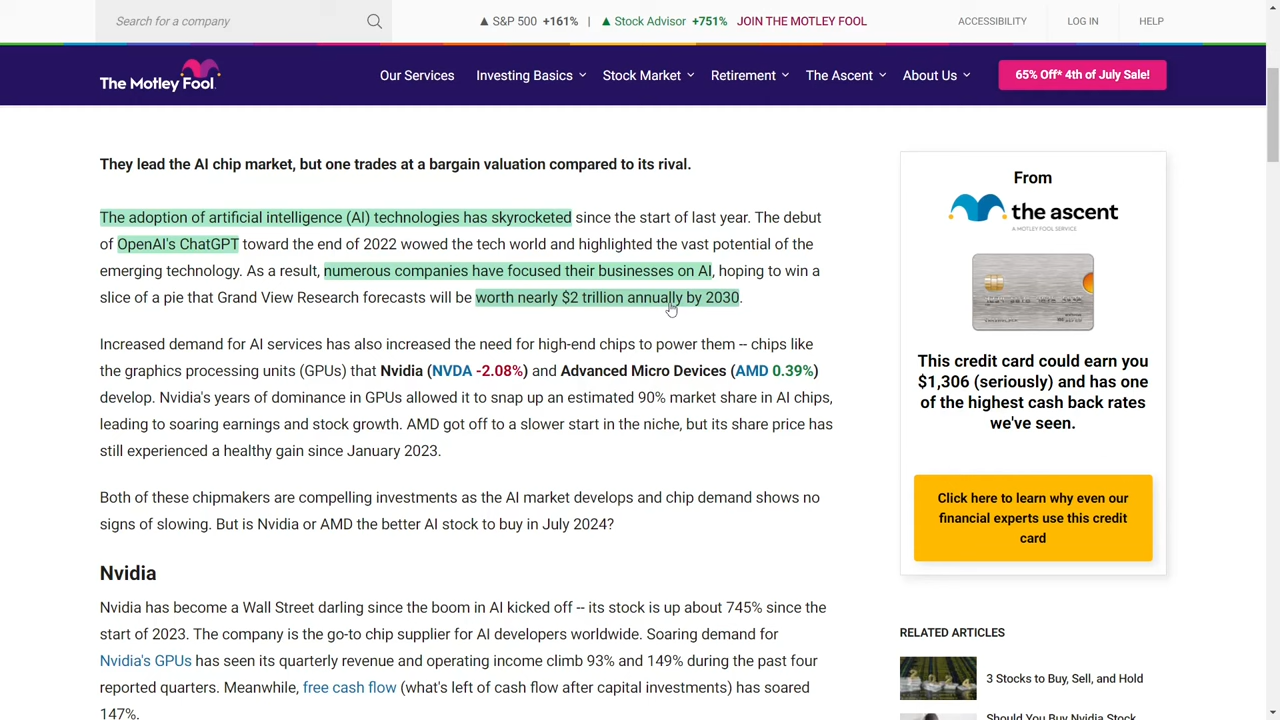 Search for a company
▲ S&P 500 +161% | ▲ Stock Advisor +751% JOIN THE MOTLEY FOOL
ACCESSIBILITY LOG IN HELP
The Motley Fool
Our Services Investing Basics Stock Market Retirement The Ascent About Us
65% Off* 4th of July Sale!
They lead the AI chip market, but one trades at a bargain valuation compared to its rival.
The adoption of artificial intelligence (AI) technologies has skyrocketed since the start of last year. The debut
of OpenAI's ChatGPT toward the end of 2022 wowed the tech world and highlighted the vast potential of the
emerging technology. As a result, numerous companies have focused their businesses on AI, hoping to win a
slice of a pie that Grand View Research forecasts will be worth nearly $2 trillion annually by 2030.
Increased demand for AI services has also increased the need for high-end chips to power them -- chips like
the graphics processing units (GPUs) that Nvidia (NVDA -2.08%) and Advanced Micro Devices (AMD 0.39%)
develop. Nvidia's years of dominance in GPUs allowed it to snap up an estimated 90% market share in AI chips,
leading to soaring earnings and stock growth. AMD got off to a slower start in the niche, but its share price has
still experienced a healthy gain since January 2023.
Both of these chipmakers are compelling investments as the AI market develops and chip demand shows no
signs of slowing. But is Nvidia or AMD the better AI stock to buy in July 2024?
Nvidia
Nvidia has become a Wall Street darling since the boom in AI kicked off -- its stock is up about 745% since the
start of 2023. The company is the go-to chip supplier for AI developers worldwide. Soaring demand for
Nvidia's GPUs has seen its quarterly revenue and operating income climb 93% and 149% during the past four
reported quarters. Meanwhile, free cash flow (what's left of cash flow after capital investments) has soared
147%.
From
the ascent
A MOTLEY FOOL SERVICE
This credit card could earn you
$1,306 (seriously) and has one
of the highest cash back rates
we've seen.
Click here to learn why even our
financial experts use this credit
card
RELATED ARTICLES
3 Stocks to Buy, Sell, and Hold
Should You Buy Nvidia Stock